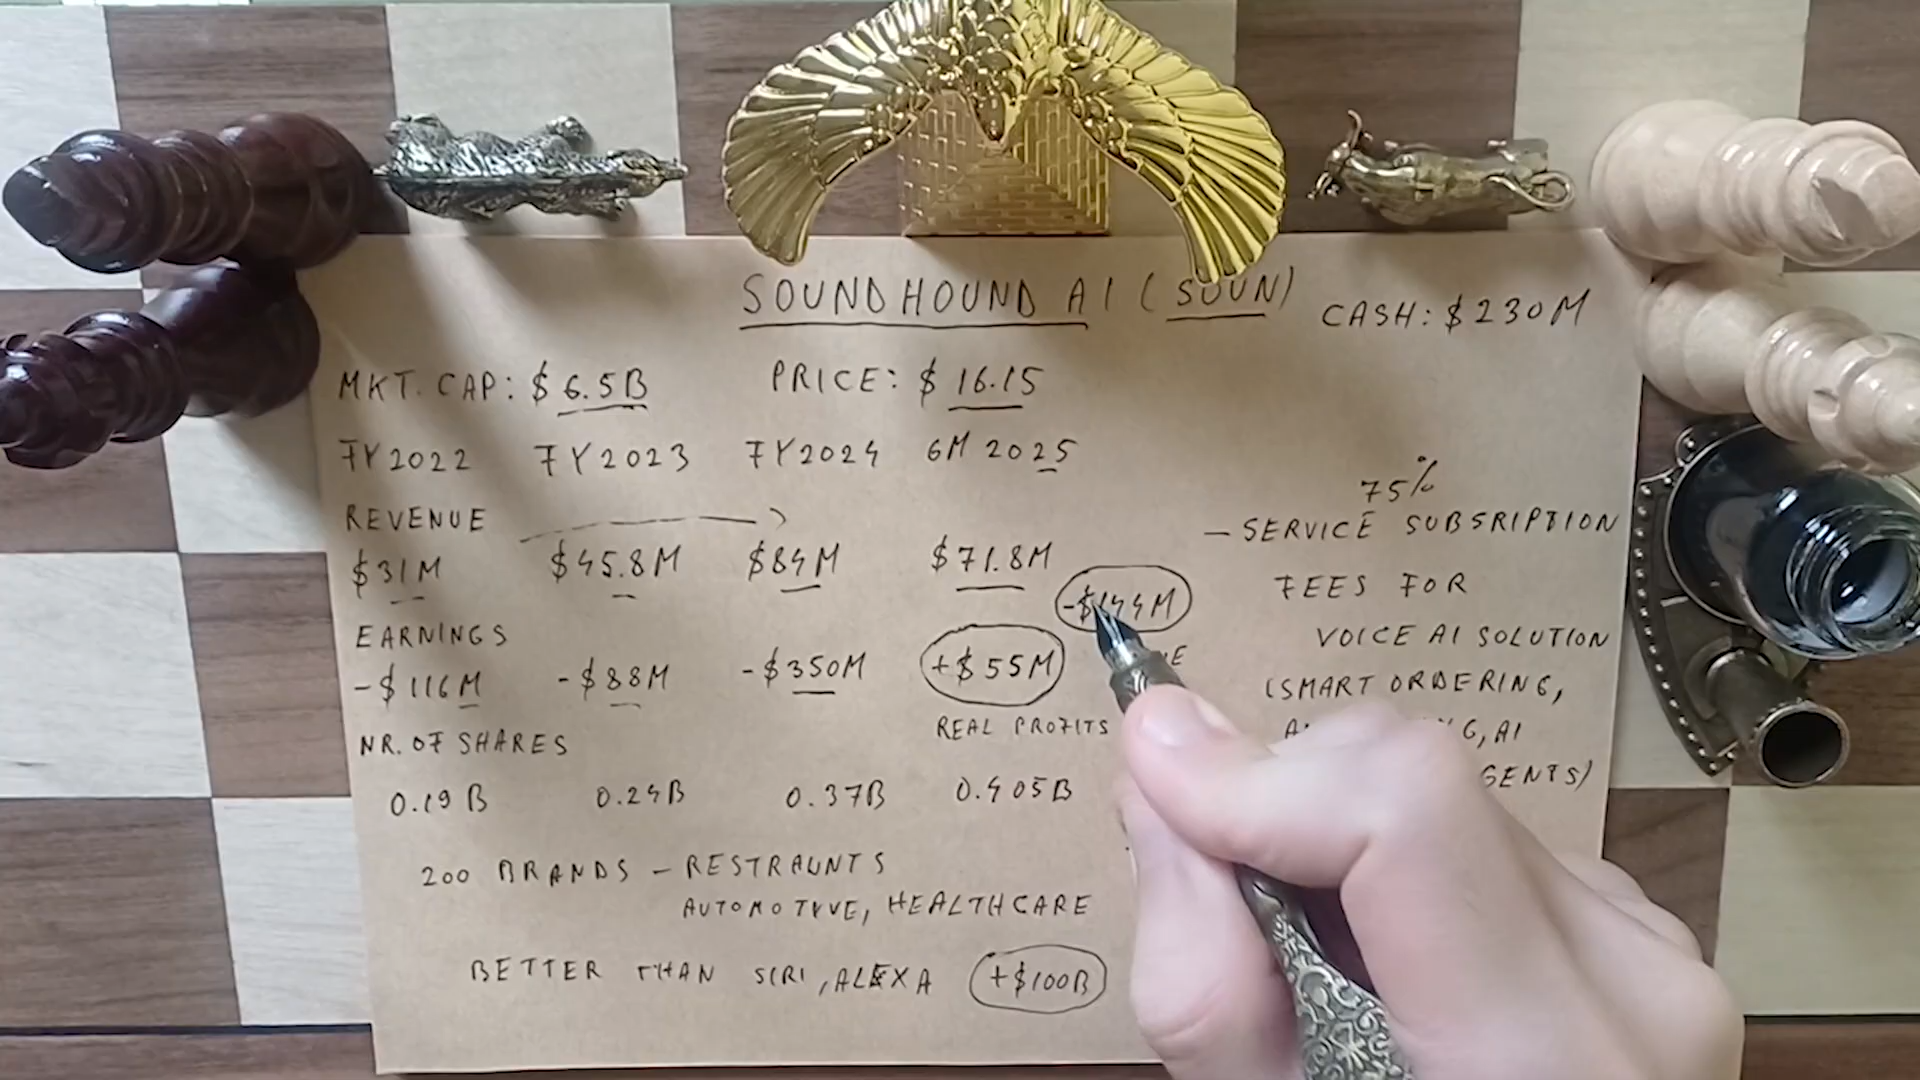 SOUNDHOUND AI (SOUN)
CASH: $230M
MKT. CAP: $6.5B PRICE: $16.15
FY2022 FY2023 FY2024 6M 2025
REVENUE
$31M $45.8M $84M $71.8M
-$144M
EARNINGS
-$116M -$88M -$350M +$55M
REAL PROFITS
NR. OF SHARES
0.19B 0.24B 0.37B 0.405B
200 BRANDS - RESTRAUNTS
AUTOMOTIVE, HEALTHCARE
BETTER THAN SIRI, ALEXA +$100B
75%
- SERVICE SUBSRIPTION
FEES FOR
VOICE AI SOLUTION
(SMART ORDERING,
AI